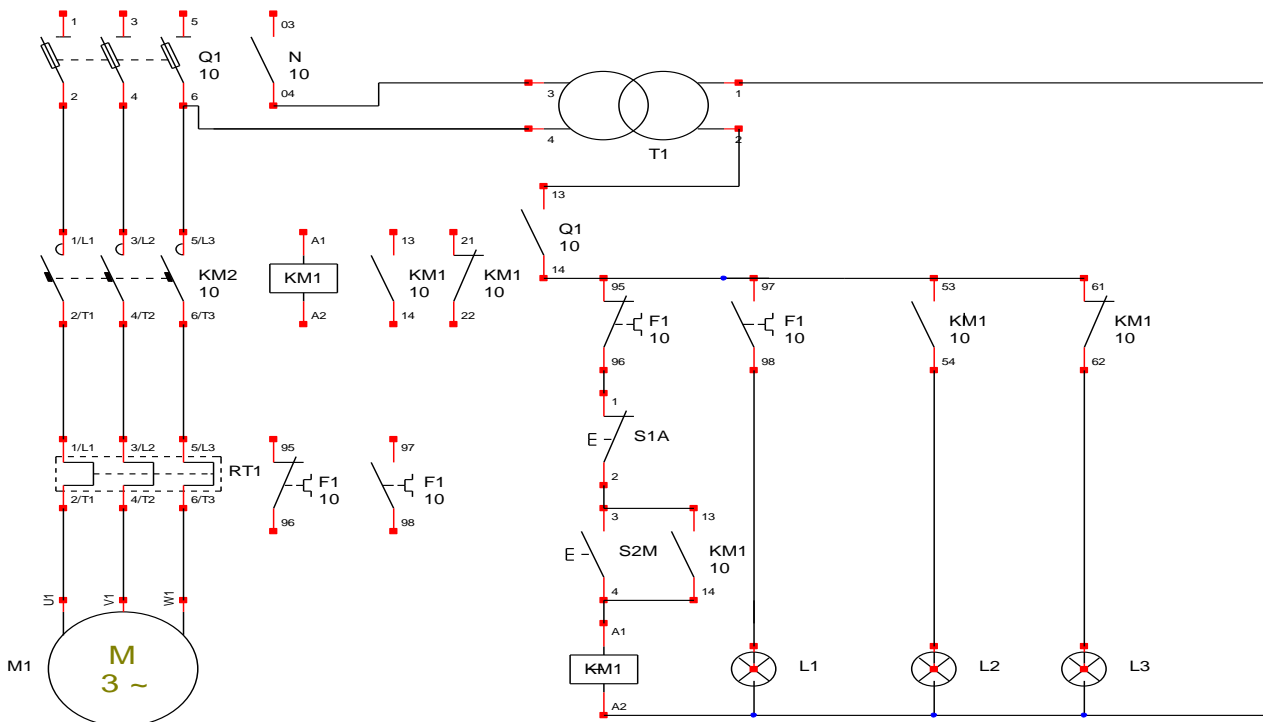 1 3 5 03
Q1 N
10 10
2 4 6 04
3 1
4 2
T1
13
Q1
10
14
1/L1 3/L2 5/L3 A1 13 21
KM2 KM1 KM1 KM1
10 10 10
2/T1 4/T2 6/T3 A2 14 22
95 97 53 61
F1 F1 KM1 KM1
10 10 10 10
96 98 54 62
1
E S1A
2
1/L1 3/L2 5/L3 95 97
RT1 F1 F1
10 10
2/T1 4/T2 6/T3 96 98
3 13
E S2M KM1
10
4 14
U1 V1 W1
A1
M1 M
3 ~
KM1 L1 L2 L3
A2